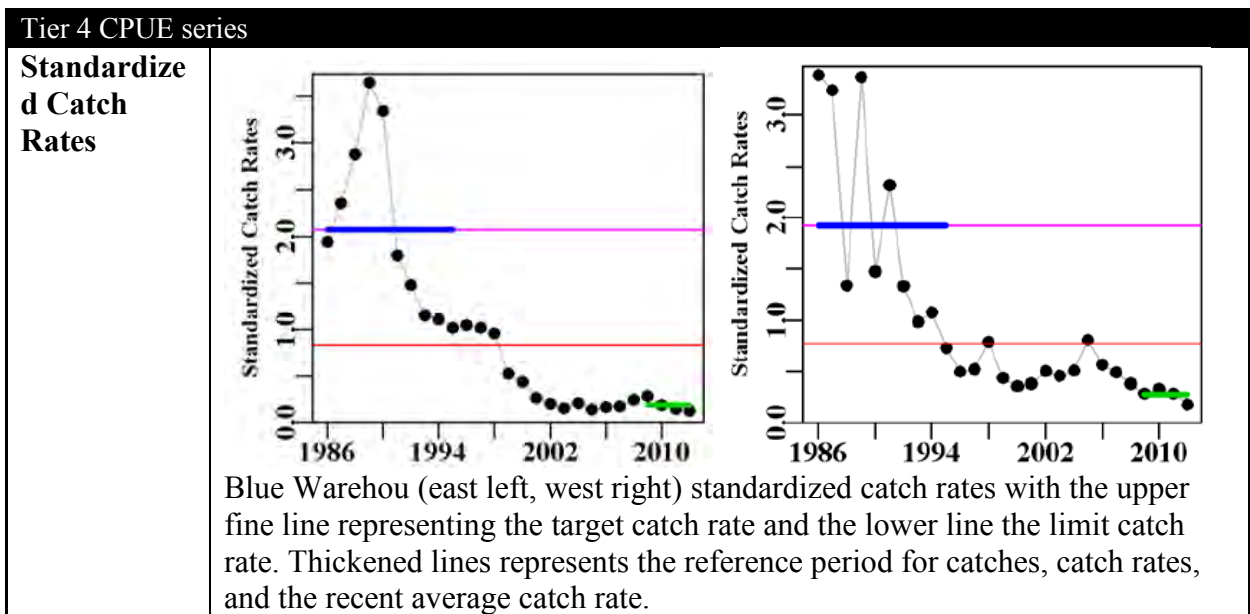 Tier 4 CPUE series
Standardize
d Catch
Rates
Standardized Catch Rates
3.0
2.0
1.0
0.0
1986 1994 2002 2010
Standardized Catch Rates
3.0
2.0
1.0
0.0
1986 1994 2002 2010
Blue Warehou (east left, west right) standardized catch rates with the upper
fine line representing the target catch rate and the lower line the limit catch
rate. Thickened lines represents the reference period for catches, catch rates,
and the recent average catch rate.